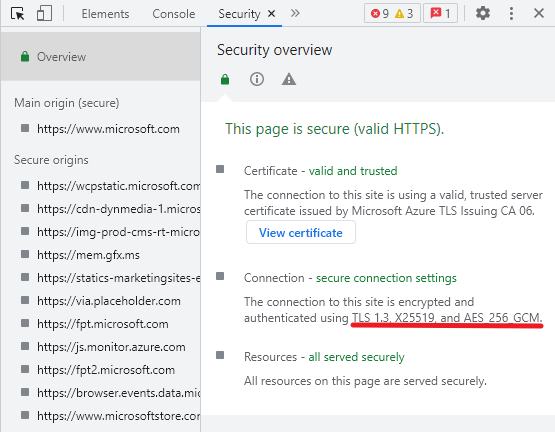 Elements
Console
Security
9
3
1
Overview
Main origin (secure)
https://www.microsoft.com
Secure origins
https://wcpstatic.microsoft.com
https://cdn-dynmedia-1.micros
https://img-prod-cms-rt-micro
https://mem.gfx.ms
https://statics-marketingsites-e
https://via.placeholder.com
https://fpt.microsoft.com
https://js.monitor.azure.com
https://fpt2.microsoft.com
https://browser.events.data.mic
https://www.microsoftstore.com
Security overview
This page is secure (valid HTTPS).
Certificate - valid and trusted
The connection to this site is using a valid, trusted server
certificate issued by Microsoft Azure TLS Issuing CA 06.
View certificate
Connection - secure connection settings
The connection to this site is encrypted and
authenticated using TLS 1.3, X25519, and AES_256_GCM.
Resources - all served securely
All resources on this page are served securely.